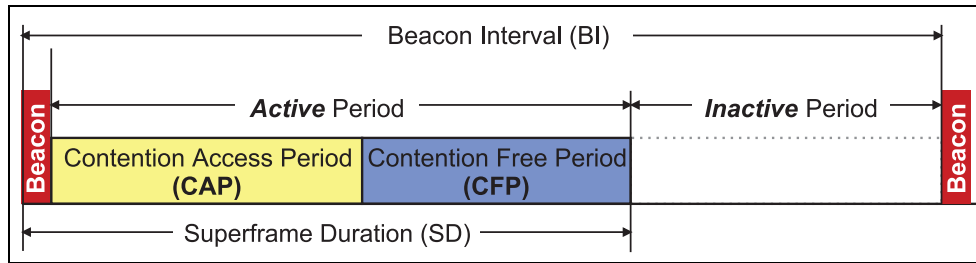 Beacon Interval (BI)
Active Period
Inactive Period
Beacon
Contention Access Period
(CAP)
Contention Free Period
(CFP)
Beacon
Superframe Duration (SD)